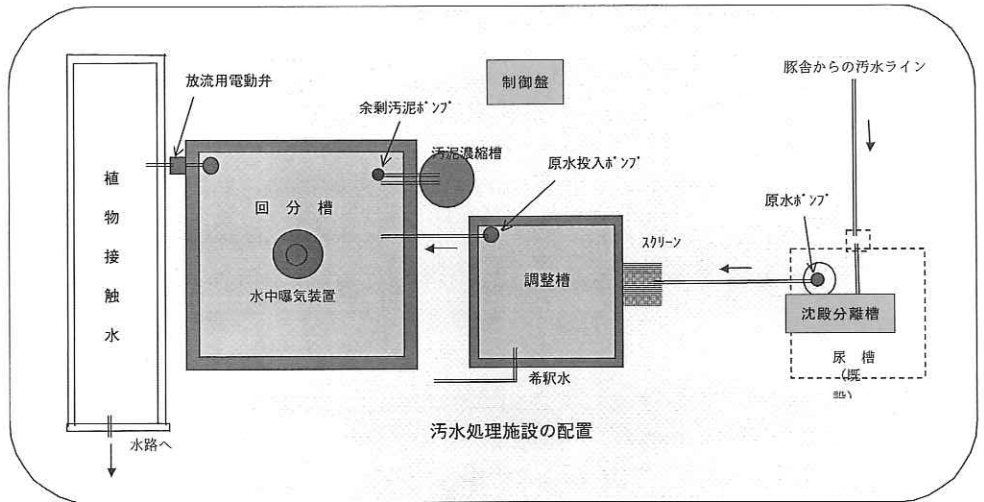 豚舎からの汚水ライン
放流用電動弁
制御盤
余剰汚泥ポンプ
汚泥濃縮槽
原水投入ポンプ
植物接触水
回分槽
原水ポンプ
スクリーン
調整槽
水中曝気装置
沈殿分離槽
尿槽
(既
設)
希釈水
汚水処理施設の配置
水路へ